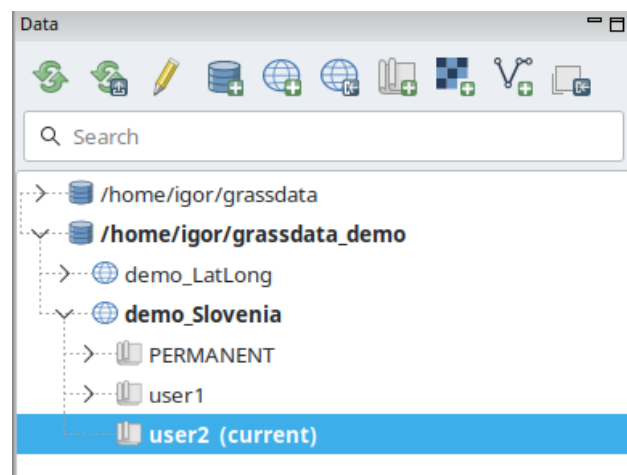 Data
Search
/home/igor/grassdata
/home/igor/grassdata_demo
demo_LatLong
demo_Slovenia
PERMANENT
user1
user2 (current)